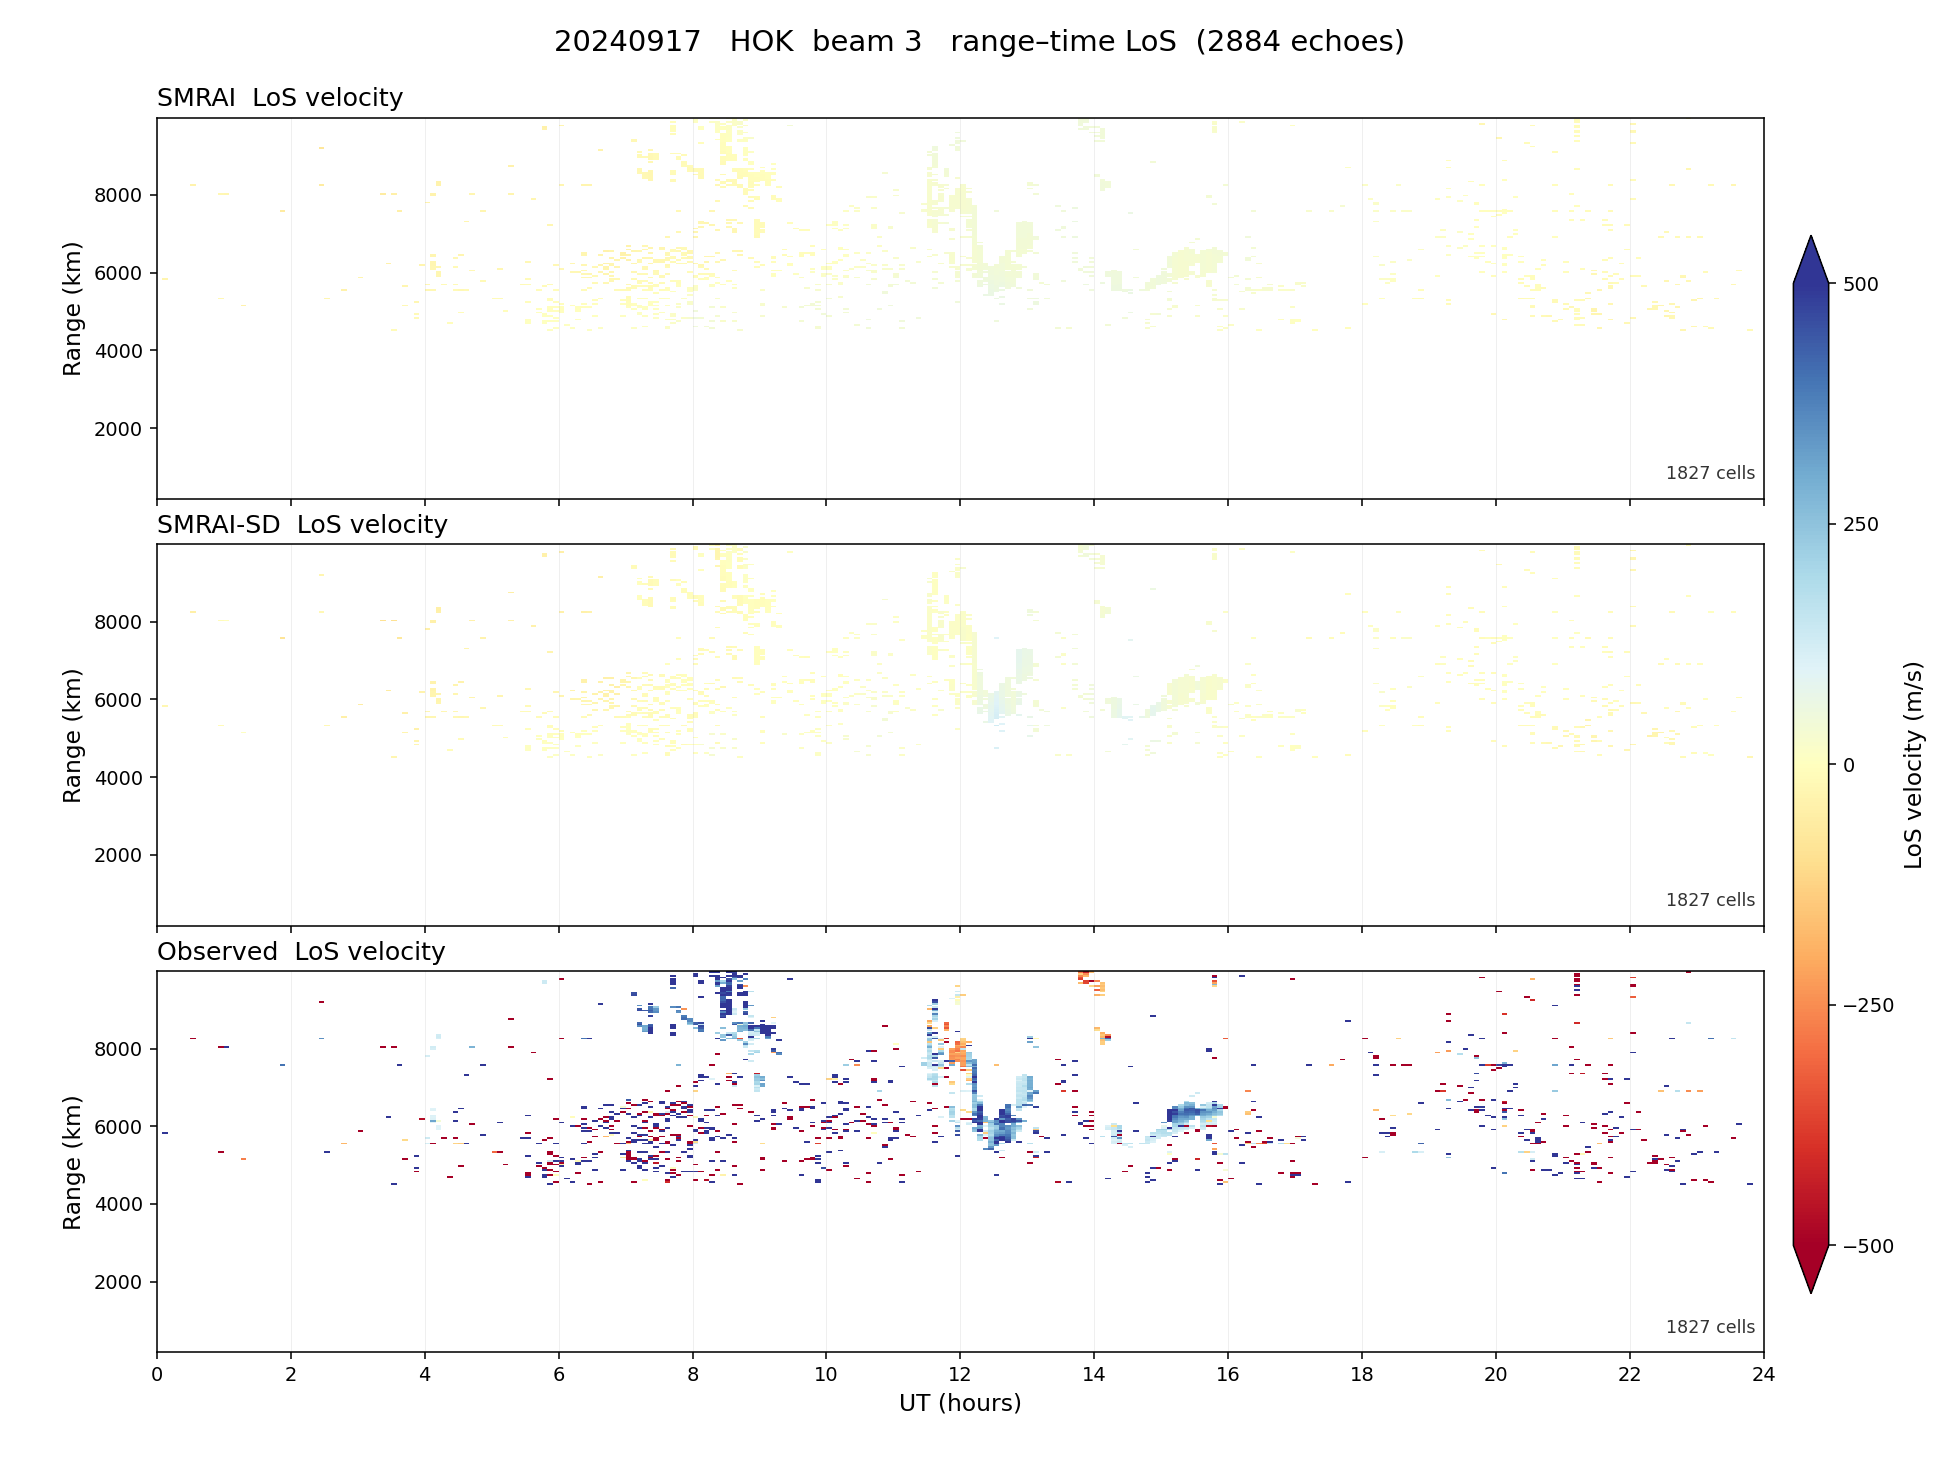 20240917   HOK  beam 3   range–time LoS  (2884 echoes)
SMRAI  LoS velocity
8000
6000
4000
2000
Range (km)
1827 cells
SMRAI-SD  LoS velocity
8000
6000
4000
2000
Range (km)
1827 cells
Observed  LoS velocity
8000
6000
4000
2000
Range (km)
1827 cells
0 2 4 6 8 10 12 14 16 18 20 22 24
UT (hours)
500
250
0
−250
−500
LoS velocity (m/s)